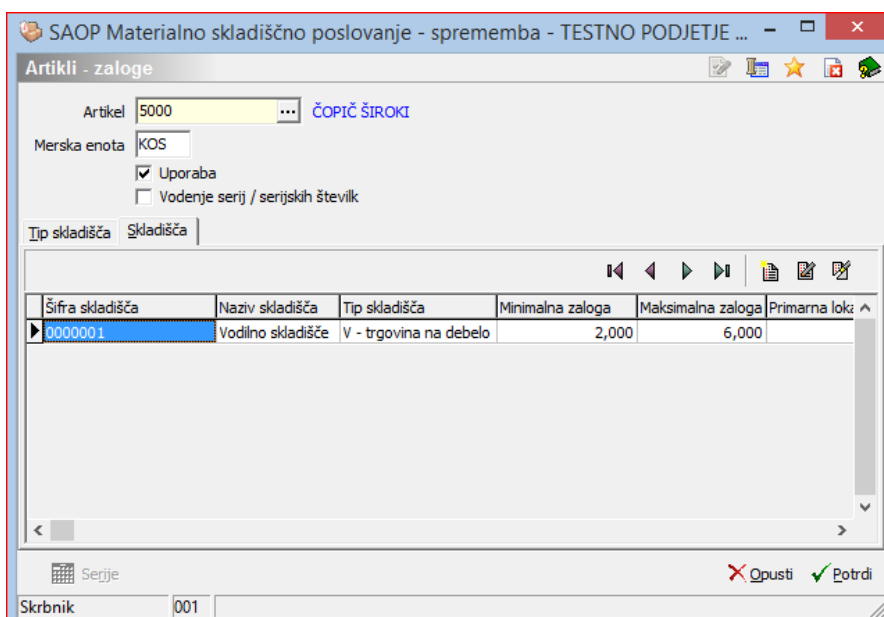 SAOP Materialno skladiščno poslovanje - sprememba - TESTNO PODJETJE ...
Artikli - zaloge
Artikel 5000 ... ČOPIČ ŠIROKI
Merska enota KOS
Uporaba
Vodenje serij / serijskih številk
Tip skladišča Skladišča
Šifra skladišča Naziv skladišča Tip skladišča Minimalna zaloga Maksimalna zaloga Primarna loka
0000001 Vodilno skladišče V - trgovina na debelo 2,000 6,000
Serije Opusti Potrdi
Skrbnik 001